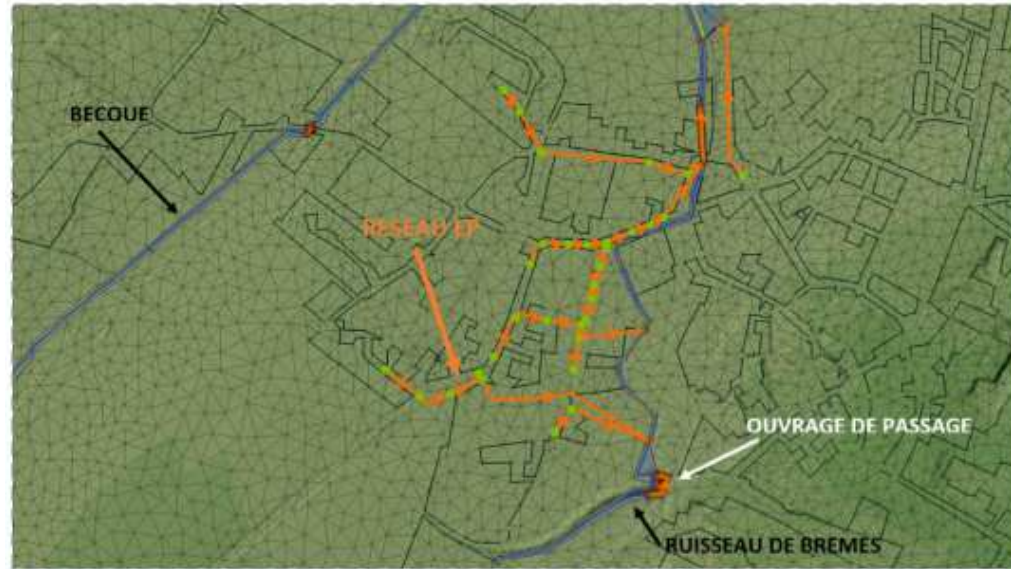 BECQUE
RESEAU EP
OUVRAGE DE PASSAGE
RUISSEAU DE BREMES